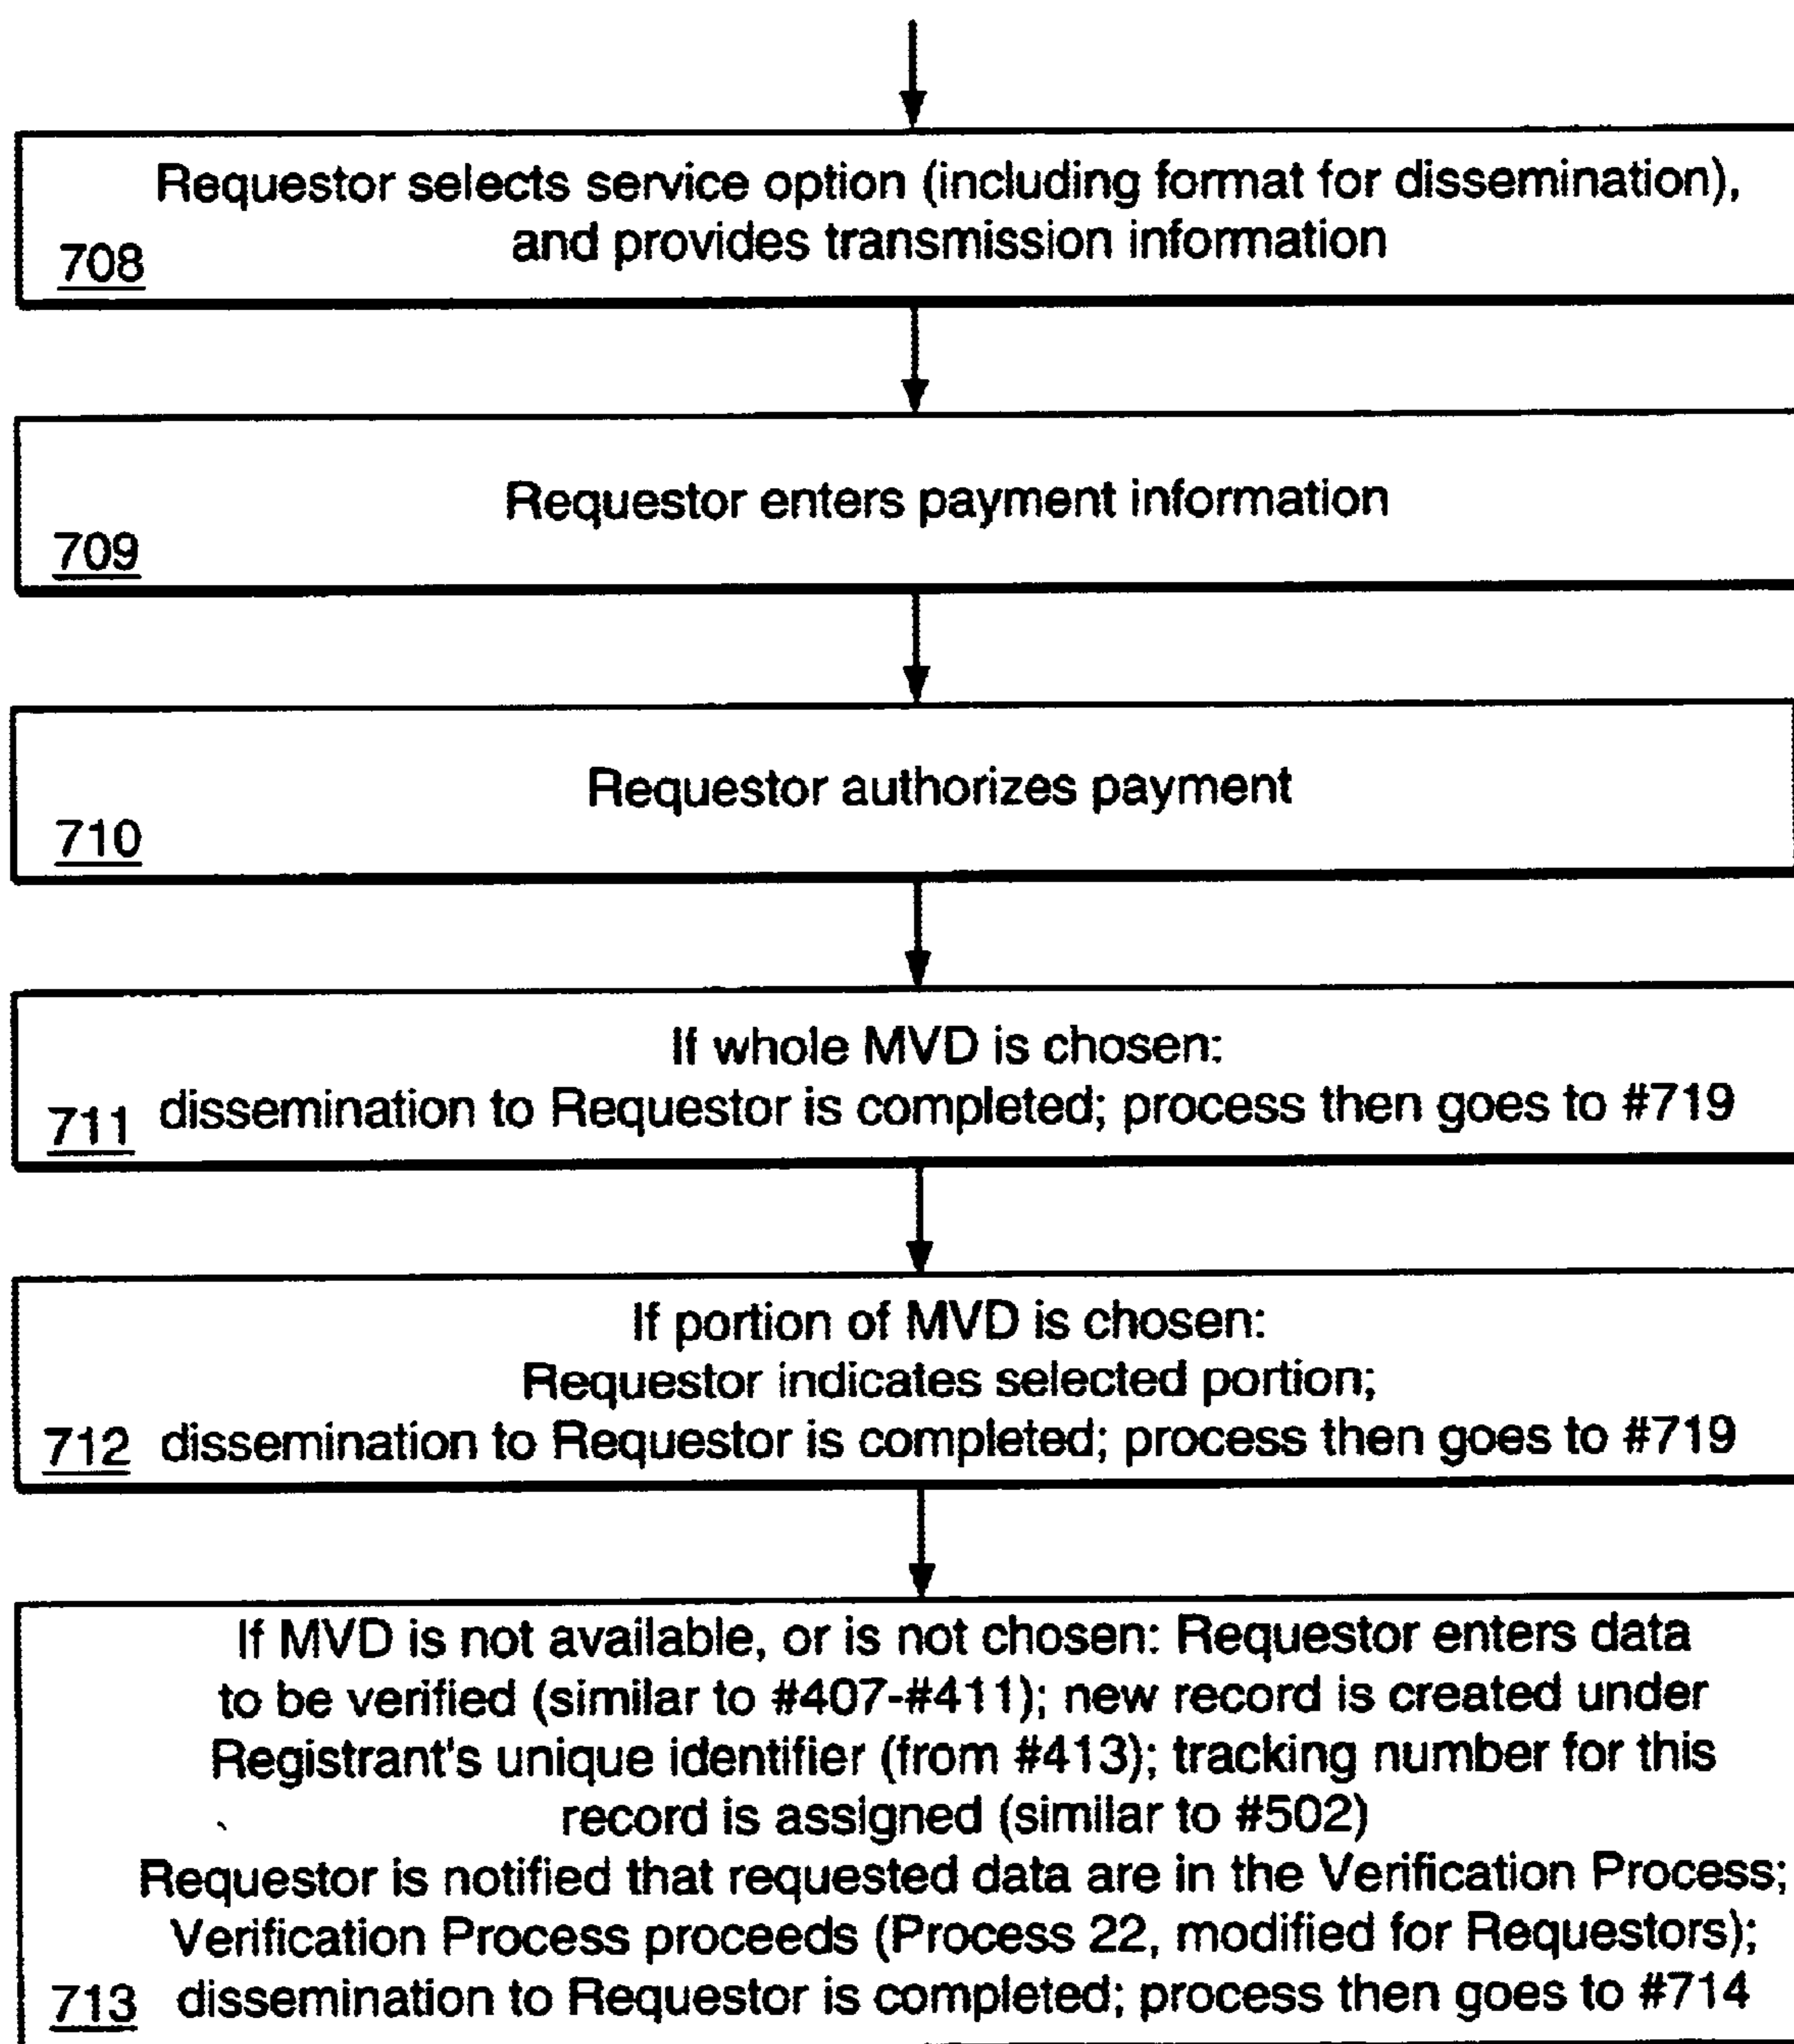 Requestor selects service option (including format for dissemination),
and provides transmission information
708
Requestor enters payment information
709
Requestor authorizes payment
710
If whole MVD is chosen:
711 dissemination to Requestor is completed; process then goes to #719
If portion of MVD is chosen:
Requestor indicates selected portion;
712 dissemination to Requestor is completed; process then goes to #719
If MVD is not available, or is not chosen: Requestor enters data
to be verified (similar to #407-#411); new record is created under
Registrant's unique identifier (from #413); tracking number for this
record is assigned (similar to #502)
Requestor is notified that requested data are in the Verification Process;
Verification Process proceeds (Process 22, modified for Requestors);
713 dissemination to Requestor is completed; process then goes to #714